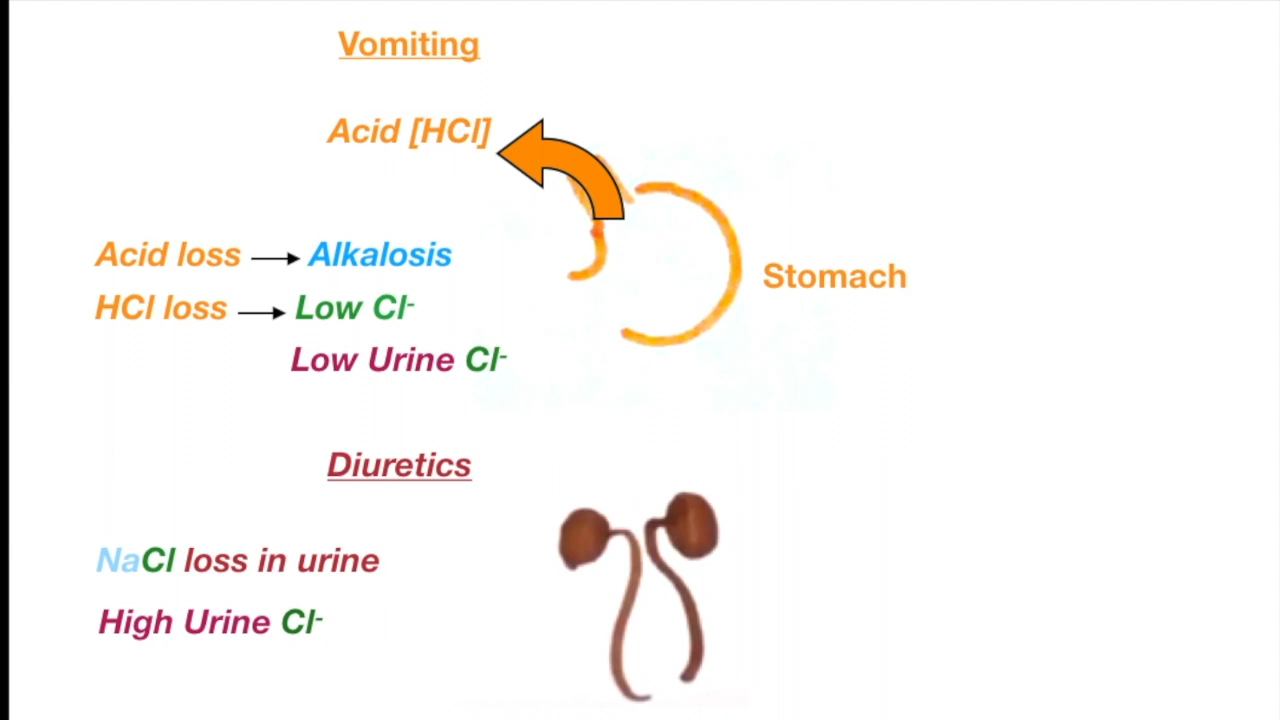 Vomiting
Acid [HCl]
Acid loss → Alkalosis
HCl loss → Low Cl-
Low Urine Cl-
Stomach
Diuretics
NaCl loss in urine
High Urine Cl-